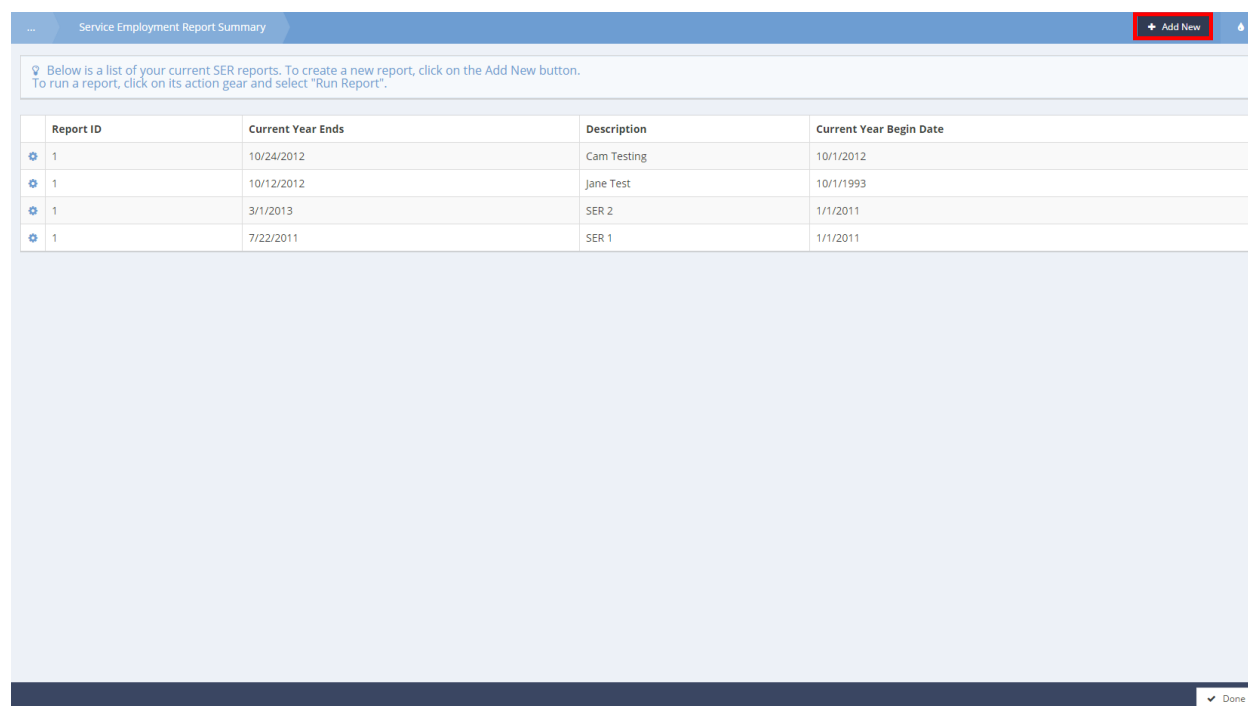 ... Service Employment Report Summary + Add New
Below is a list of your current SER reports. To create a new report, click on the Add New button.
To run a report, click on its action gear and select "Run Report".
Report ID Current Year Ends Description Current Year Begin Date
1 10/24/2012 Cam Testing 10/1/2012
1 10/12/2012 Jane Test 10/1/1993
1 3/1/2013 SER 2 1/1/2011
1 7/22/2011 SER 1 1/1/2011
Done